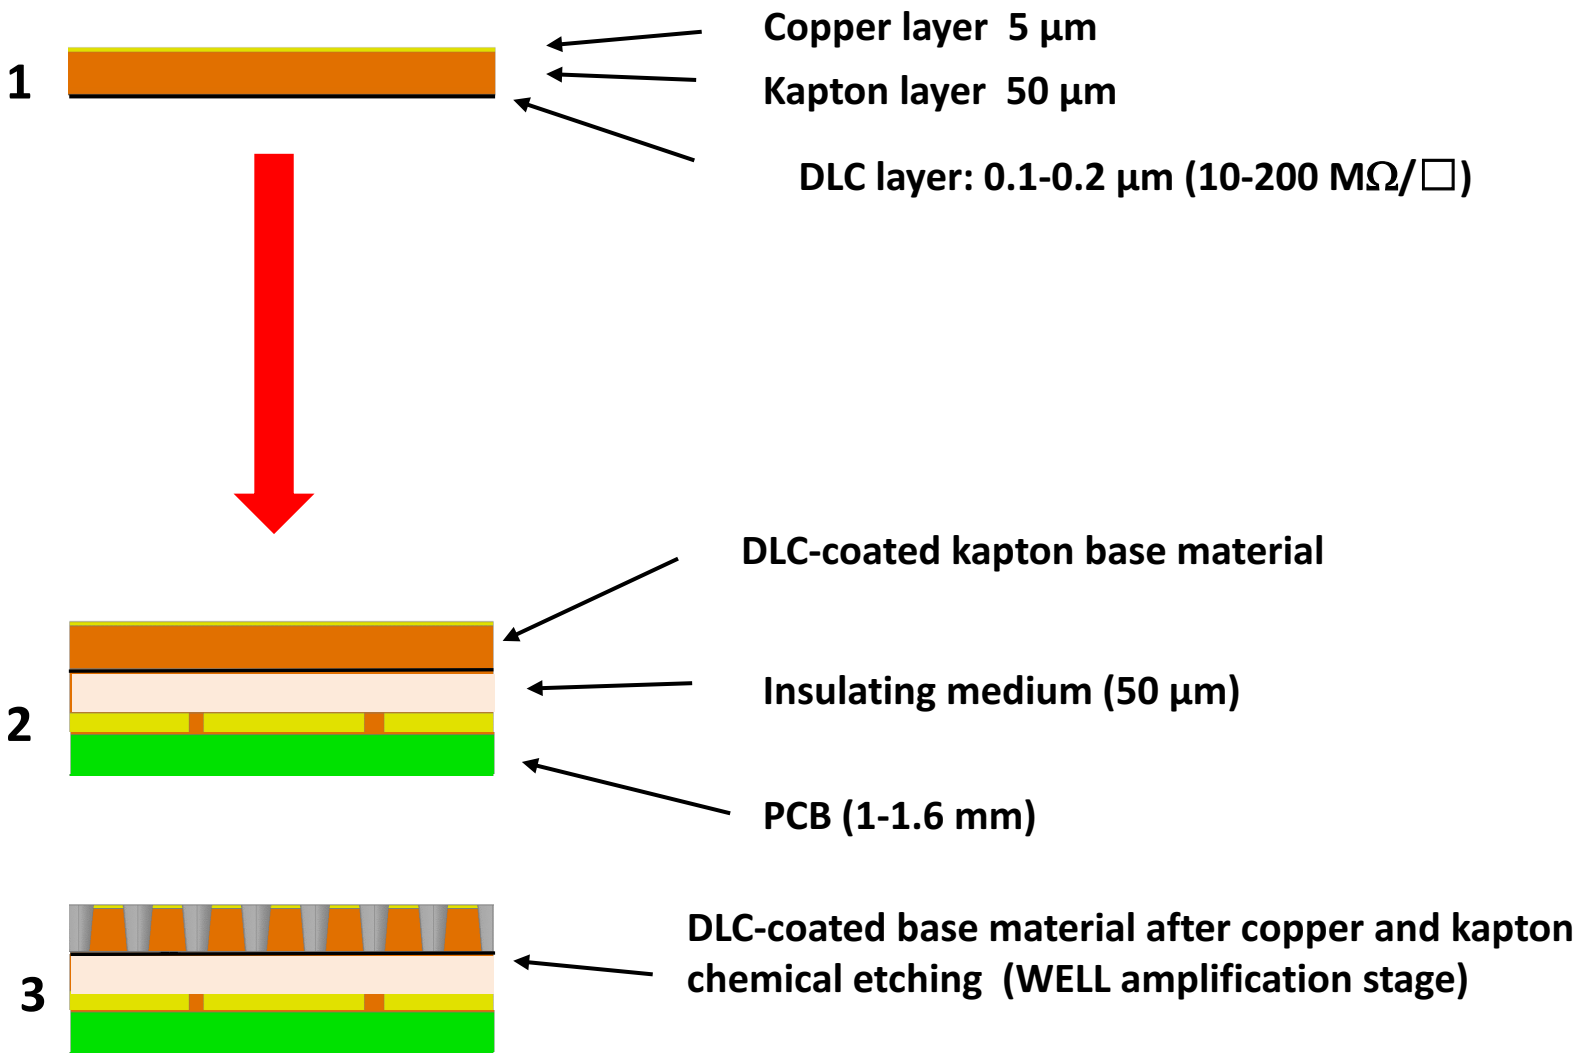 Copper layer 5 µm
1
Kapton layer 50 µm
DLC layer: 0.1-0.2 µm (10-200 MΩ/□)
DLC-coated kapton base material
Insulating medium (50 µm)
2
PCB (1-1.6 mm)
DLC-coated base material after copper and kapton
chemical etching (WELL amplification stage)
3